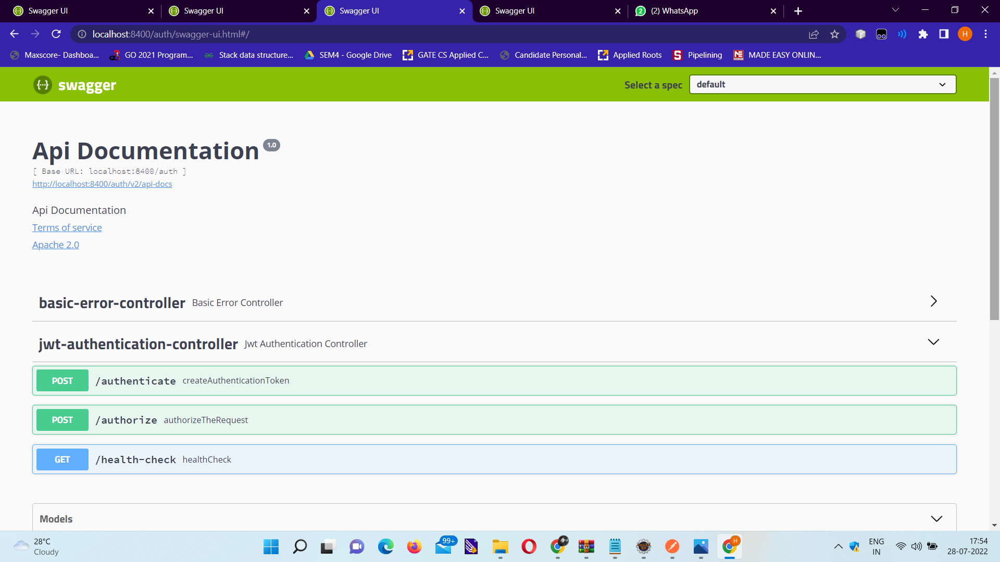 Swagger UI
Swagger UI
Swagger UI
Swagger UI
(2) WhatsApp
localhost:8400/auth/swagger-ui.html#/
H
Maxscore- Dashboa...
GO 2021 Program...
Stack data structure...
SEM4 - Google Drive
GATE CS Applied C...
Candidate Personal...
Applied Roots
Pipelining
MADE EASY ONLIN...
swagger
Select a spec
default
Api Documentation 1.0
[ Base URL: localhost:8400/auth ]
http://localhost:8400/auth/v2/api-docs
Api Documentation
Terms of service
Apache 2.0
basic-error-controller Basic Error Controller
jwt-authentication-controller Jwt Authentication Controller
POST /authenticate createAuthenticationToken
POST /authorize authorizeTheRequest
GET /health-check healthCheck
Models
28°C
Cloudy
99+
H
ENG
IN
17:54
28-07-2022